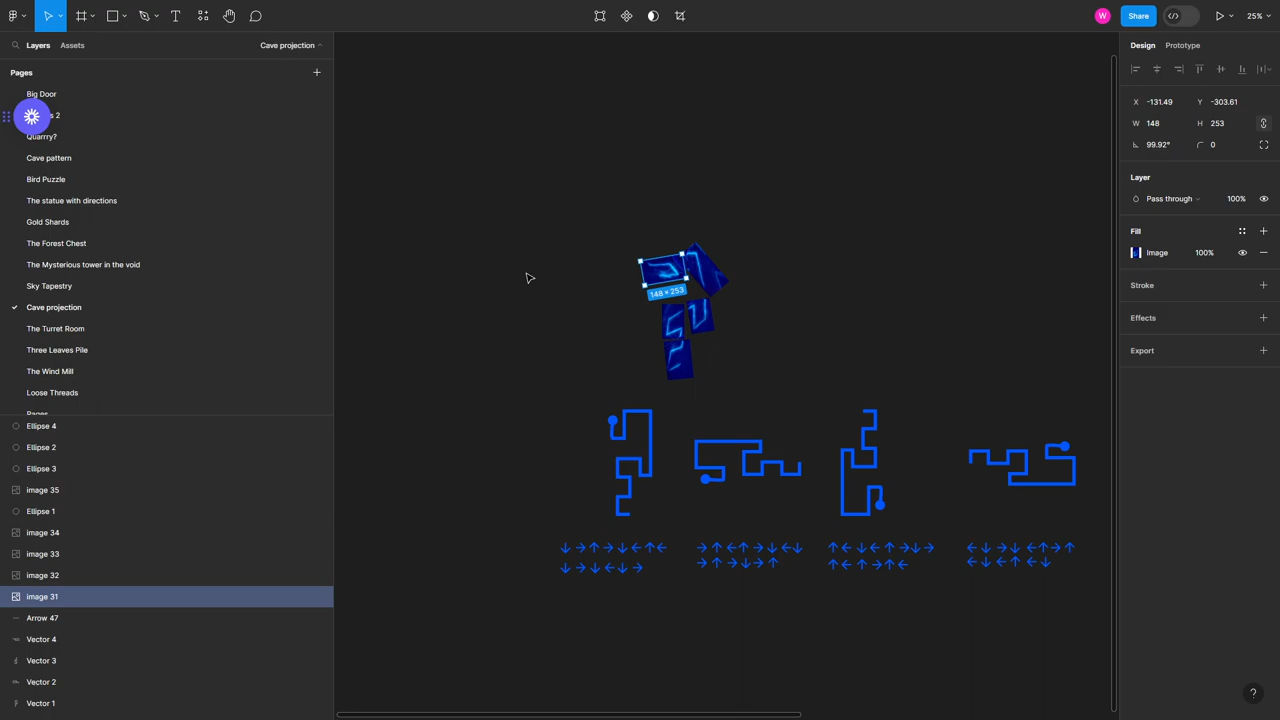 W
Share
25%
Layers
Assets
Cave projection
Design
Prototype
Pages
Big Door
s 2
Quarrry?
Cave pattern
Bird Puzzle
The statue with directions
Gold Shards
The Forest Chest
The Mysterious tower in the void
Sky Tapestry
Cave projection
The Turret Room
Three Leaves Pile
The Wind Mill
Loose Threads
Pages
Ellipse 4
Ellipse 2
Ellipse 3
image 35
Ellipse 1
image 34
image 33
image 32
image 31
Arrow 47
Vector 4
Vector 3
Vector 2
Vector 1
148 × 253
X -131.49 Y -303.61
W 148 H 253
99.92° 0
Layer
Pass through 100%
Fill
Image 100%
Stroke
Effects
Export
?